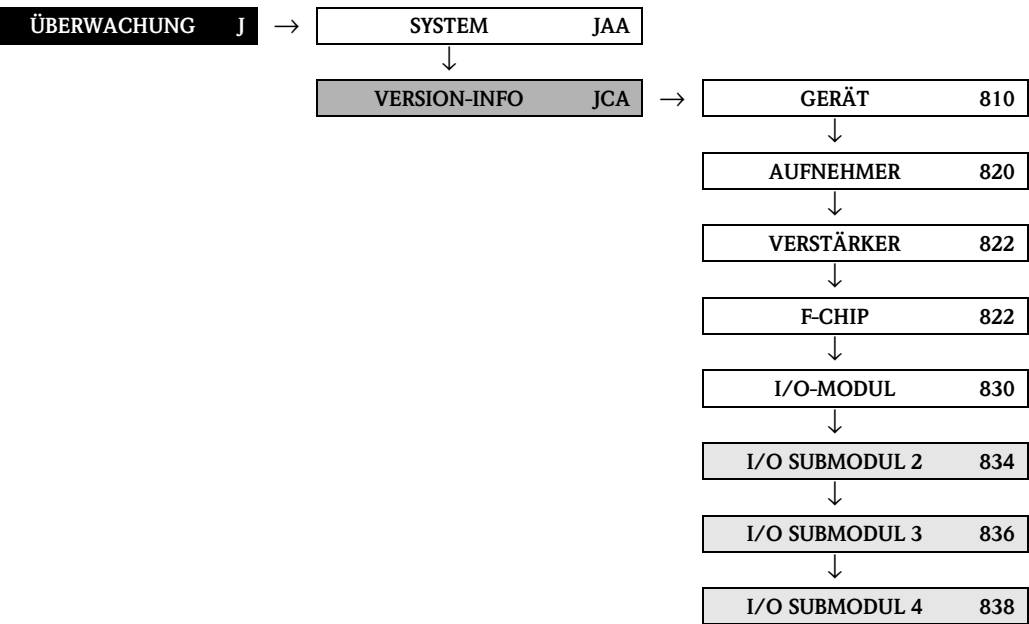 ÜBERWACHUNG J → SYSTEM JAA
↓
VERSION-INFO JCA → GERÄT 810
↓
AUFNEHMER 820
↓
VERSTÄRKER 822
↓
F-CHIP 822
↓
I/O-MODUL 830
↓
I/O SUBMODUL 2 834
↓
I/O SUBMODUL 3 836
↓
I/O SUBMODUL 4 838